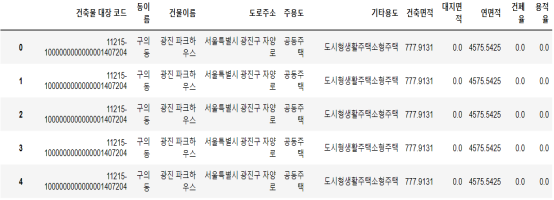 건축물 대장 코드 동이름 건물이름 도로주소 주용도 기타용도 건축면적 대지면적 연면적 건폐율 용적율
0 11215-1000000000000001407204 구의동 광진 파크하우스 서울특별시 광진구 자양로 공동주택 도시형생활주택소형주택 777.9131 0.0 4575.5425 0.0 0.0
1 11215-1000000000000001407204 구의동 광진 파크하우스 서울특별시 광진구 자양로 공동주택 도시형생활주택소형주택 777.9131 0.0 4575.5425 0.0 0.0
2 11215-1000000000000001407204 구의동 광진 파크하우스 서울특별시 광진구 자양로 공동주택 도시형생활주택소형주택 777.9131 0.0 4575.5425 0.0 0.0
3 11215-1000000000000001407204 구의동 광진 파크하우스 서울특별시 광진구 자양로 공동주택 도시형생활주택소형주택 777.9131 0.0 4575.5425 0.0 0.0
4 11215-1000000000000001407204 구의동 광진 파크하우스 서울특별시 광진구 자양로 공동주택 도시형생활주택소형주택 777.9131 0.0 4575.5425 0.0 0.0